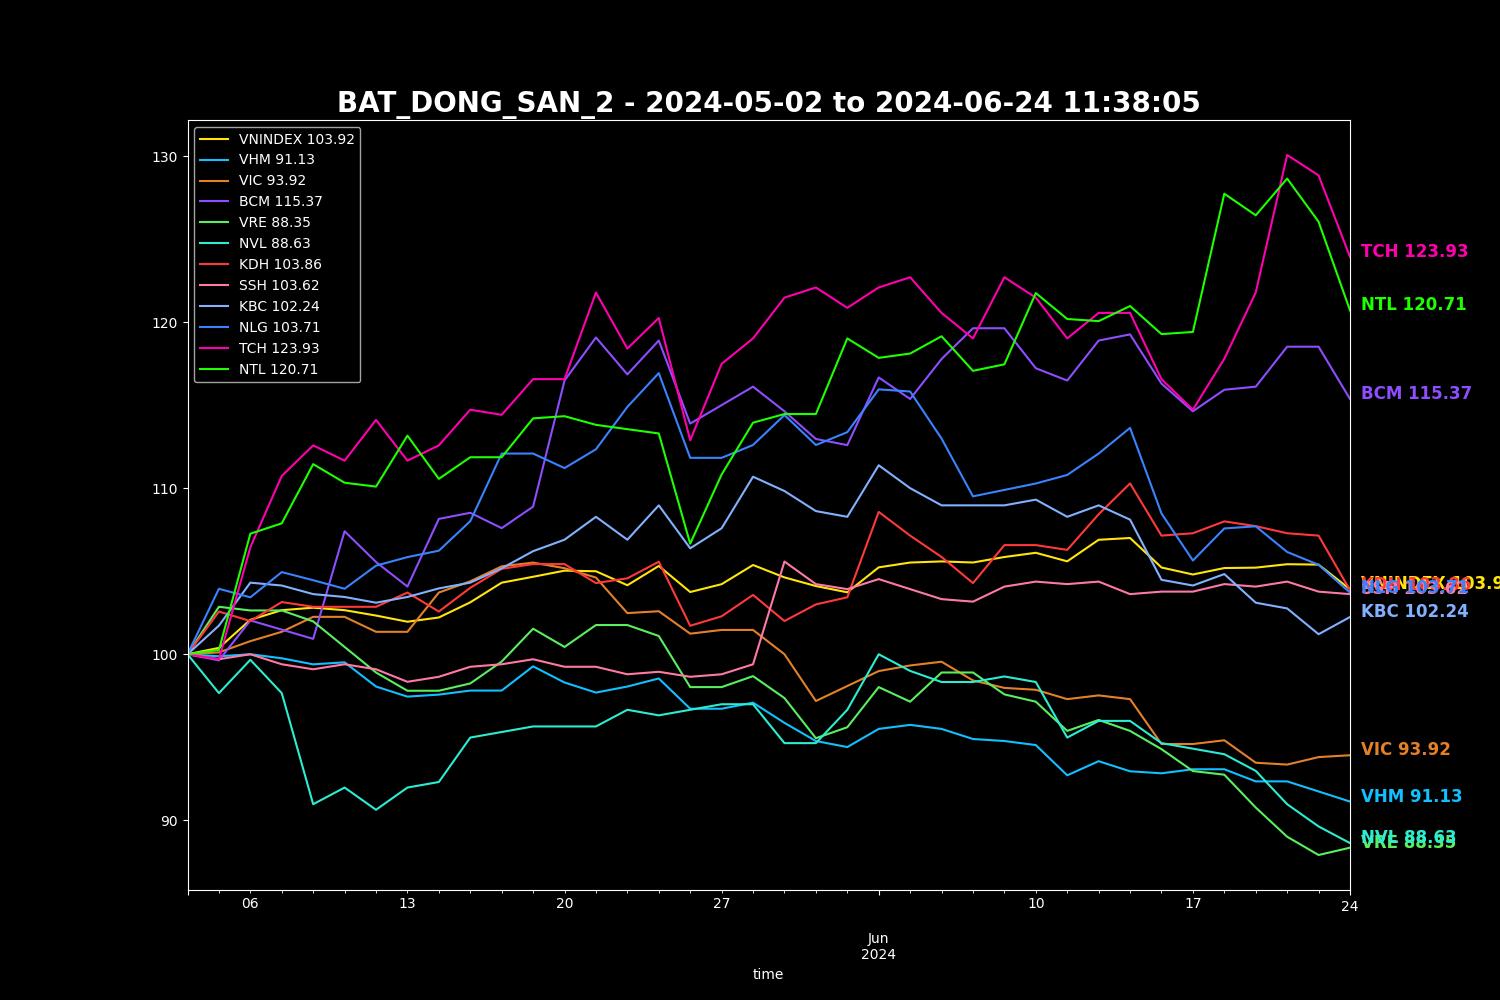 BAT_DONG_SAN_2 - 2024-05-02 to 2024-06-24 11:38:05
VNINDEX 103.92
VHM 91.13
VIC 93.92
BCM 115.37
VRE 88.35
NVL 88.63
KDH 103.86
SSH 103.62
KBC 102.24
NLG 103.71
TCH 123.93
NTL 120.71
130
120
110
100
90
TCH 123.93
NTL 120.71
BCM 115.37
KBC 102.24
VIC 93.92
VHM 91.13
NVL 88.63
VRE 88.35
06
13
20
27
10
17
24
Jun
2024
time